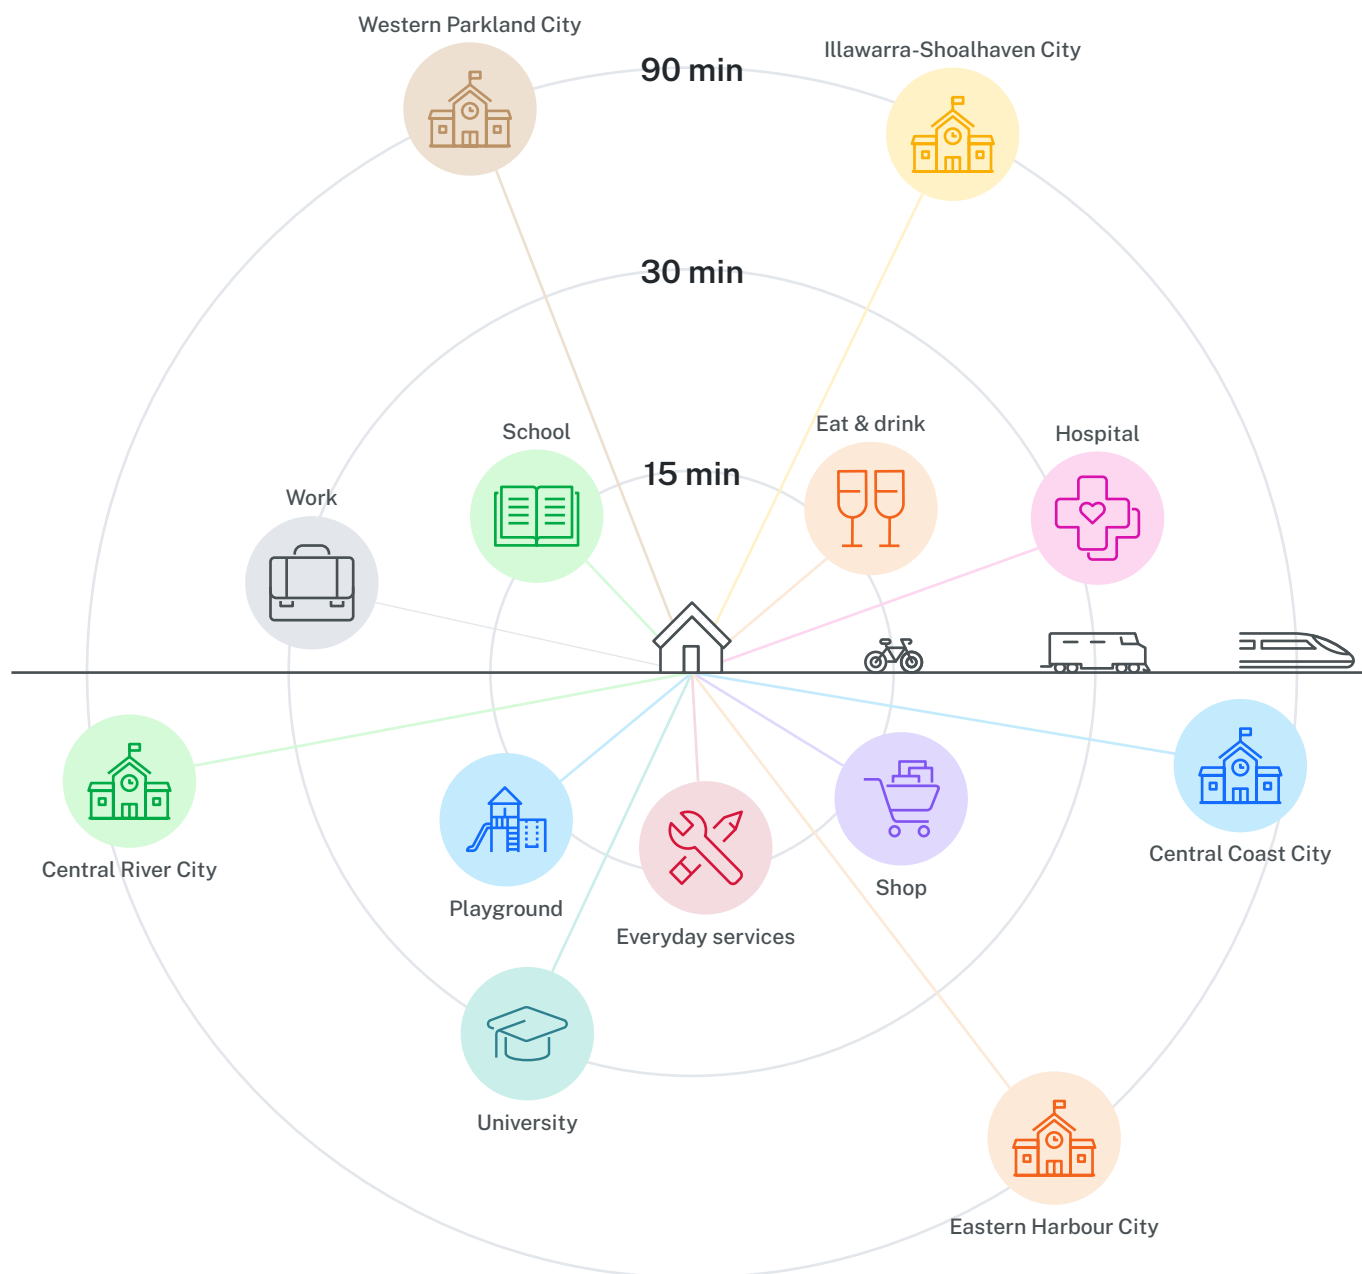 Western Parkland City
Illawarra-Shoalhaven City
90 min
30 min
Eat & drink
School
Hospital
15 min
Work
Central River City
Central Coast City
Shop
Playground
Everyday services
University
Eastern Harbour City